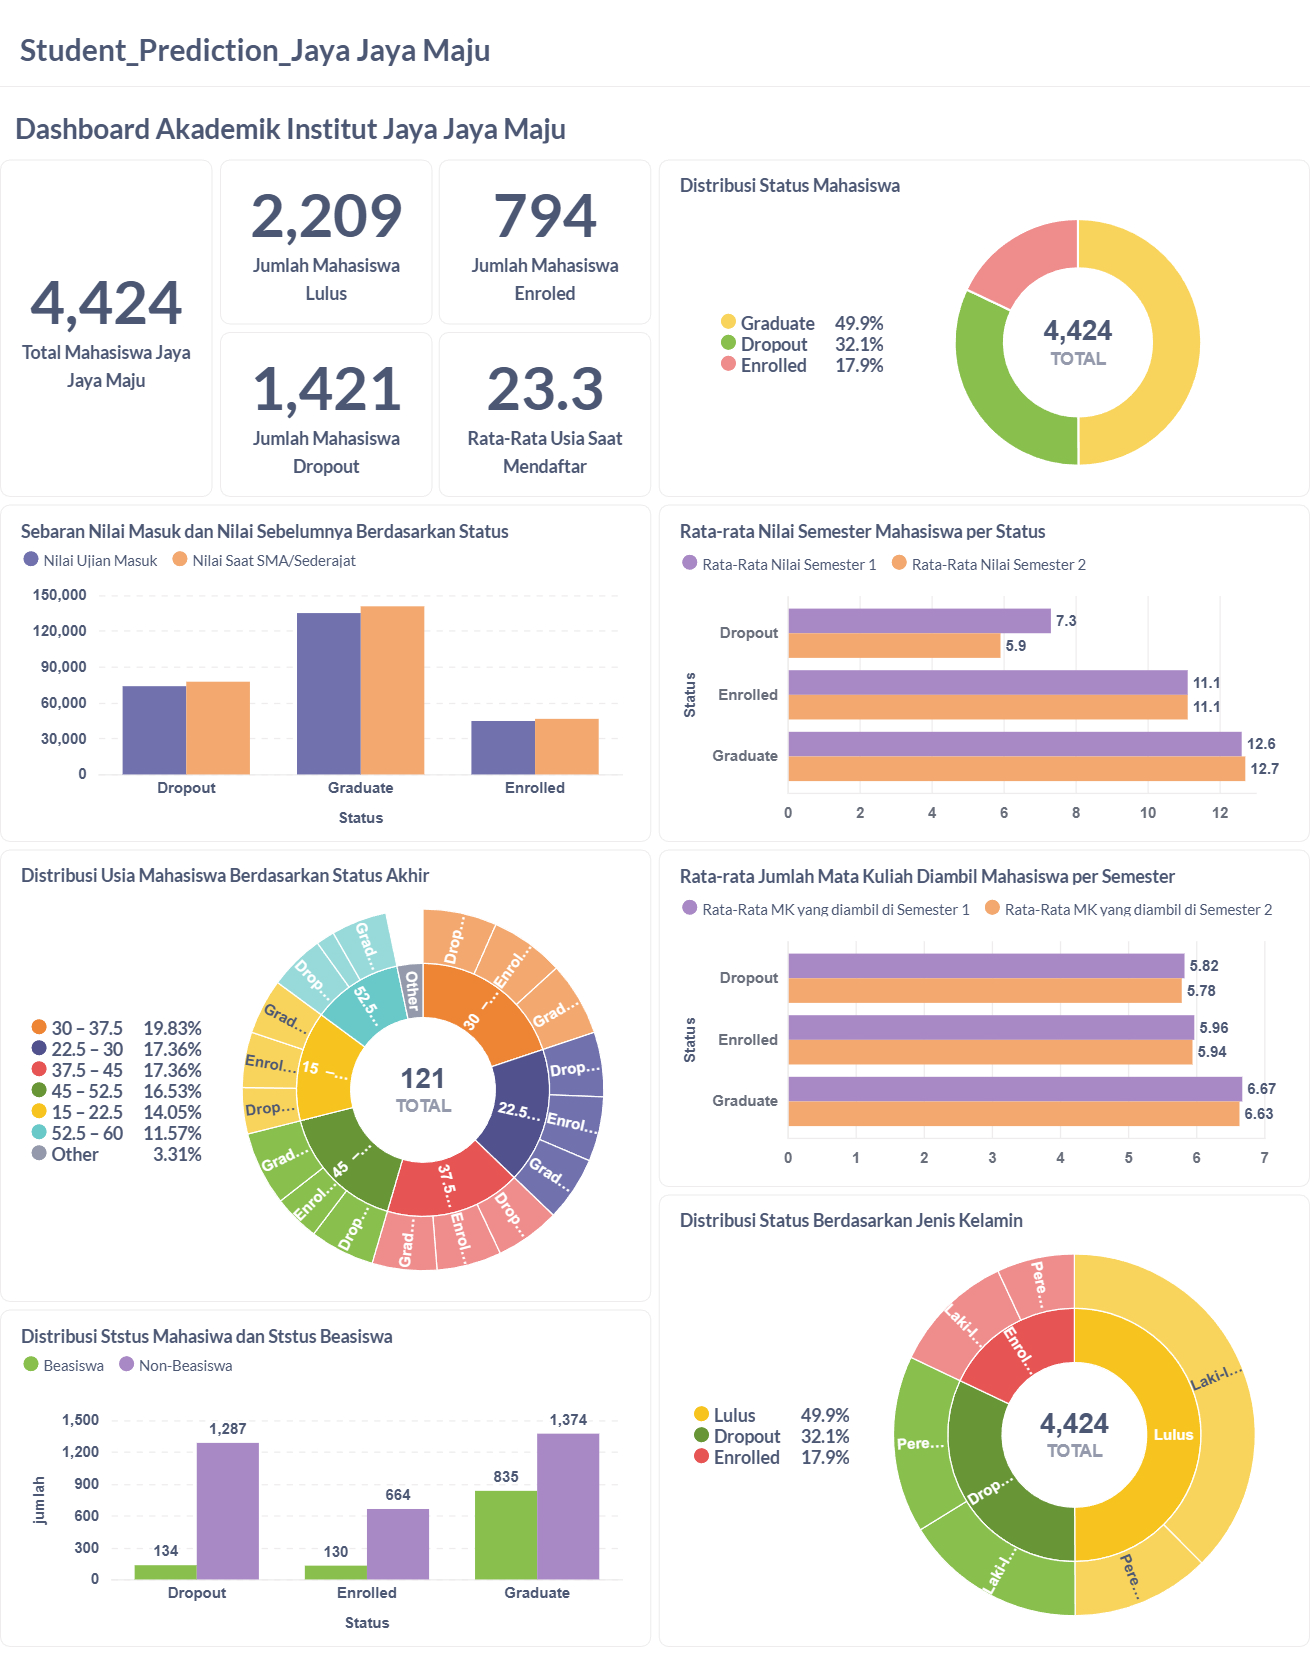 Student_Prediction_Jaya Jaya Maju
Dashboard Akademik Institut Jaya Jaya Maju
4,424
Total Mahasiswa Jaya
Jaya Maju
2,209
Jumlah Mahasiswa
Lulus
794
Jumlah Mahasiswa
Enroled
1,421
Jumlah Mahasiswa
Dropout
23.3
Rata-Rata Usia Saat
Mendaftar
Distribusi Status Mahasiswa
Graduate 49.9%
Dropout 32.1%
Enrolled 17.9%
4,424
TOTAL
Sebaran Nilai Masuk dan Nilai Sebelumnya Berdasarkan Status
Nilai Ujian Masuk Nilai Saat SMA/Sederajat
150,000
120,000
90,000
60,000
30,000
0
Dropout Graduate Enrolled
Status
Rata-rata Nilai Semester Mahasiswa per Status
Rata-Rata Nilai Semester 1 Rata-Rata Nilai Semester 2
Status
Dropout 7.3
5.9
Enrolled 11.1
11.1
Graduate 12.6
12.7
0 2 4 6 8 10 12
Distribusi Usia Mahasiswa Berdasarkan Status Akhir
30 – 37.5 19.83%
22.5 – 30 17.36%
37.5 – 45 17.36%
45 – 52.5 16.53%
15 – 22.5 14.05%
52.5 – 60 11.57%
Other 3.31%
121
TOTAL
30 –...
Drop...
Enrol...
Grad...
22.5...
Drop...
Enrol...
Grad...
37.5...
Drop...
Enrol...
Grad...
45 –...
Drop...
Enrol...
Grad...
15 –...
Drop...
Enrol...
Grad...
52.5...
Drop...
Grad...
Other
Rata-rata Jumlah Mata Kuliah Diambil Mahasiswa per Semester
Rata-Rata MK yang diambil di Semester 1 Rata-Rata MK yang diambil di Semester 2
Status
Dropout 5.82
5.78
Enrolled 5.96
5.94
Graduate 6.67
6.63
0 1 2 3 4 5 6 7
Distribusi Status Berdasarkan Jenis Kelamin
Lulus 49.9%
Dropout 32.1%
Enrolled 17.9%
4,424
TOTAL
Lulus
Laki-l...
Pere...
Drop...
Laki-l...
Pere...
Enrol...
Laki-l...
Pere...
Distribusi Ststus Mahasiwa dan Ststus Beasiswa
Beasiswa Non-Beasiswa
jumlah
1,500
1,200
900
600
300
0
134 1,287
130 664
835 1,374
Dropout Enrolled Graduate
Status